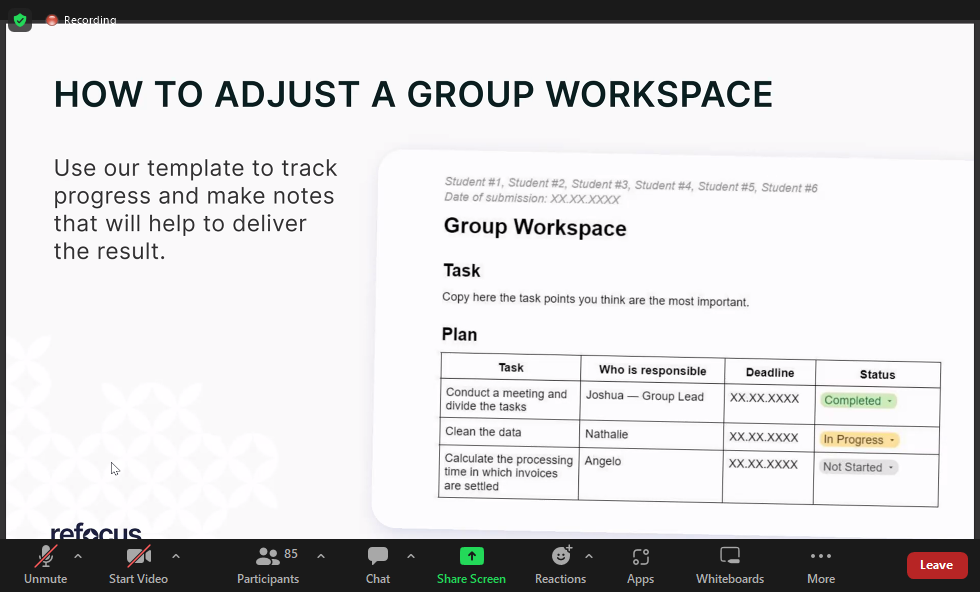 Recording
HOW TO ADJUST A GROUP WORKSPACE
Use our template to track
progress and make notes
that will help to deliver
the result.
Student #1, Student #2, Student #3, Student #4, Student #5, Student #6
Date of submission: XX.XX.XXXX
Group Workspace
Task
Copy here the task points you think are the most important.
Plan
Task Who is responsible Deadline Status
Conduct a meeting and
divide the tasks
Joshua — Group Lead XX.XX.XXXX Completed
Clean the data Nathalie XX.XX.XXXX In Progress
Calculate the processing
time in which invoices
are settled
Angelo XX.XX.XXXX Not Started
refocus
85
Unmute Start Video Participants Chat Share Screen Reactions Apps Whiteboards More Leave